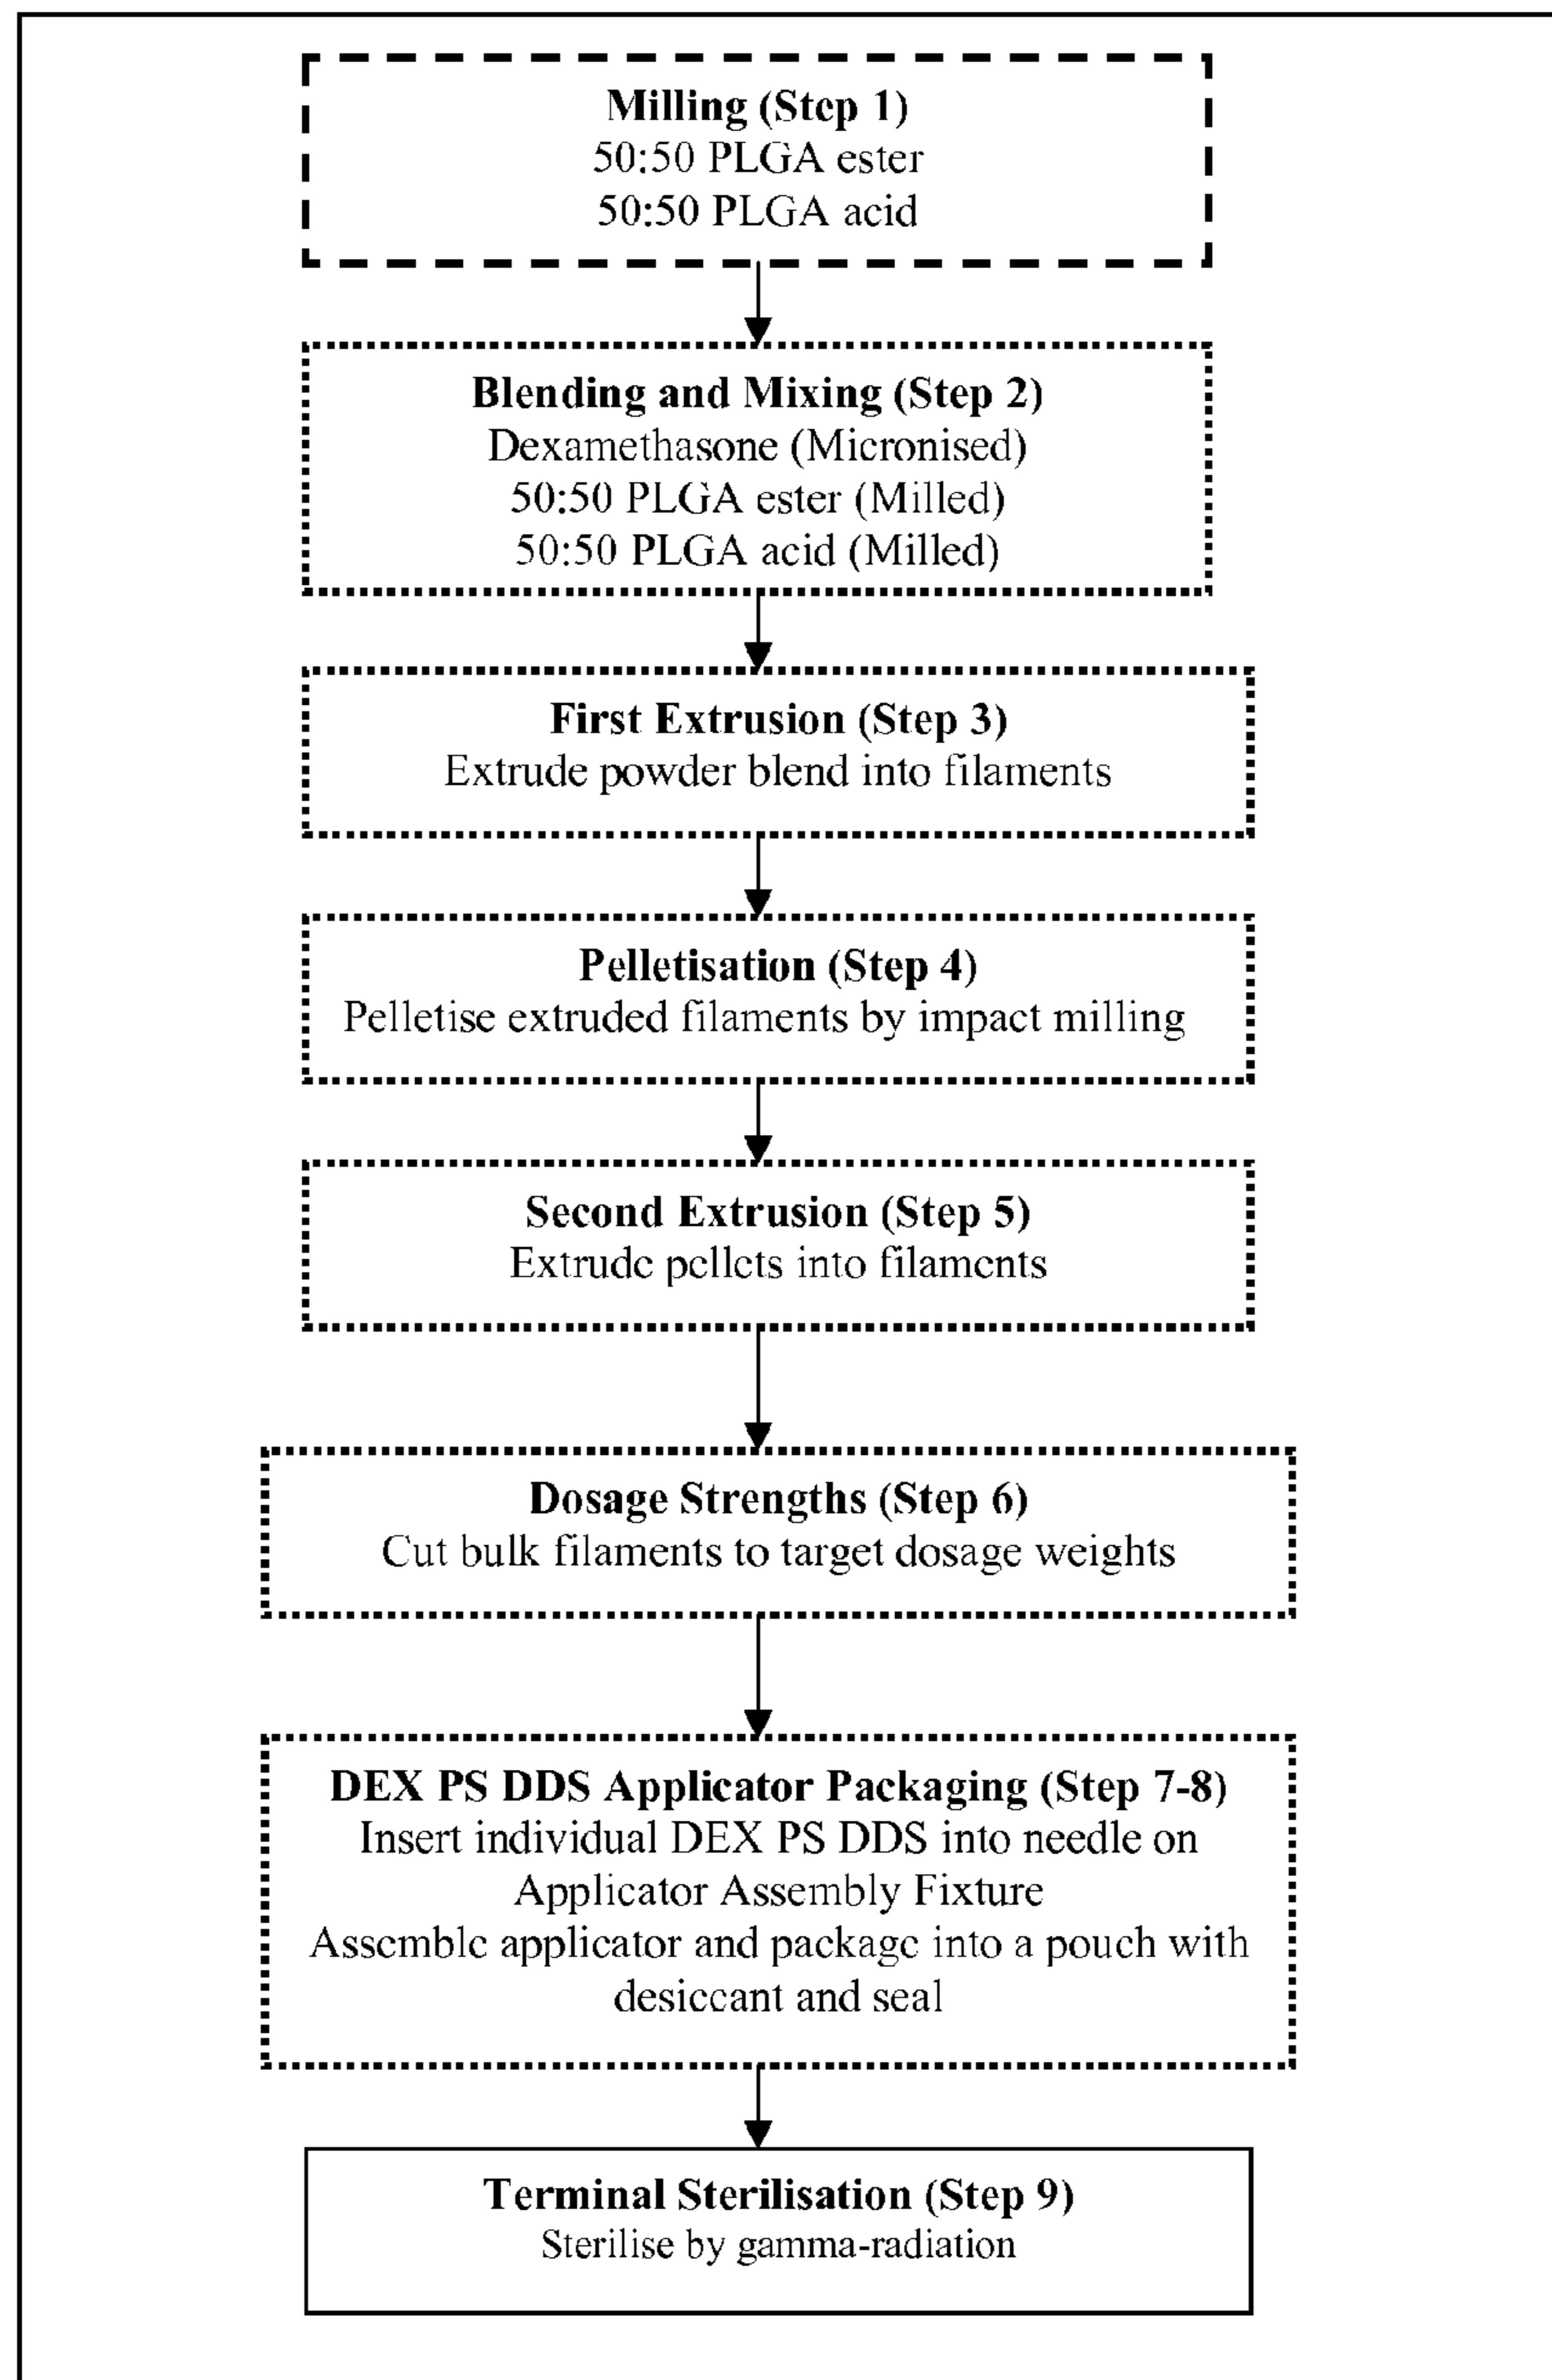 Milling (Step 1)
50:50 PLGA ester
50:50 PLGA acid
Blending and Mixing (Step 2)
Dexamethasone (Micronised)
50:50 PLGA ester (Milled)
50:50 PLGA acid (Milled)
First Extrusion (Step 3)
Extrude powder blend into filaments
Pelletisation (Step 4)
Pelletise extruded filaments by impact milling
Second Extrusion (Step 5)
Extrude pellets into filaments
Dosage Strengths (Step 6)
Cut bulk filaments to target dosage weights
DEX PS DDS Applicator Packaging (Step 7-8)
Insert individual DEX PS DDS into needle on
Applicator Assembly Fixture
Assemble applicator and package into a pouch with
desiccant and seal
Terminal Sterilisation (Step 9)
Sterilise by gamma-radiation